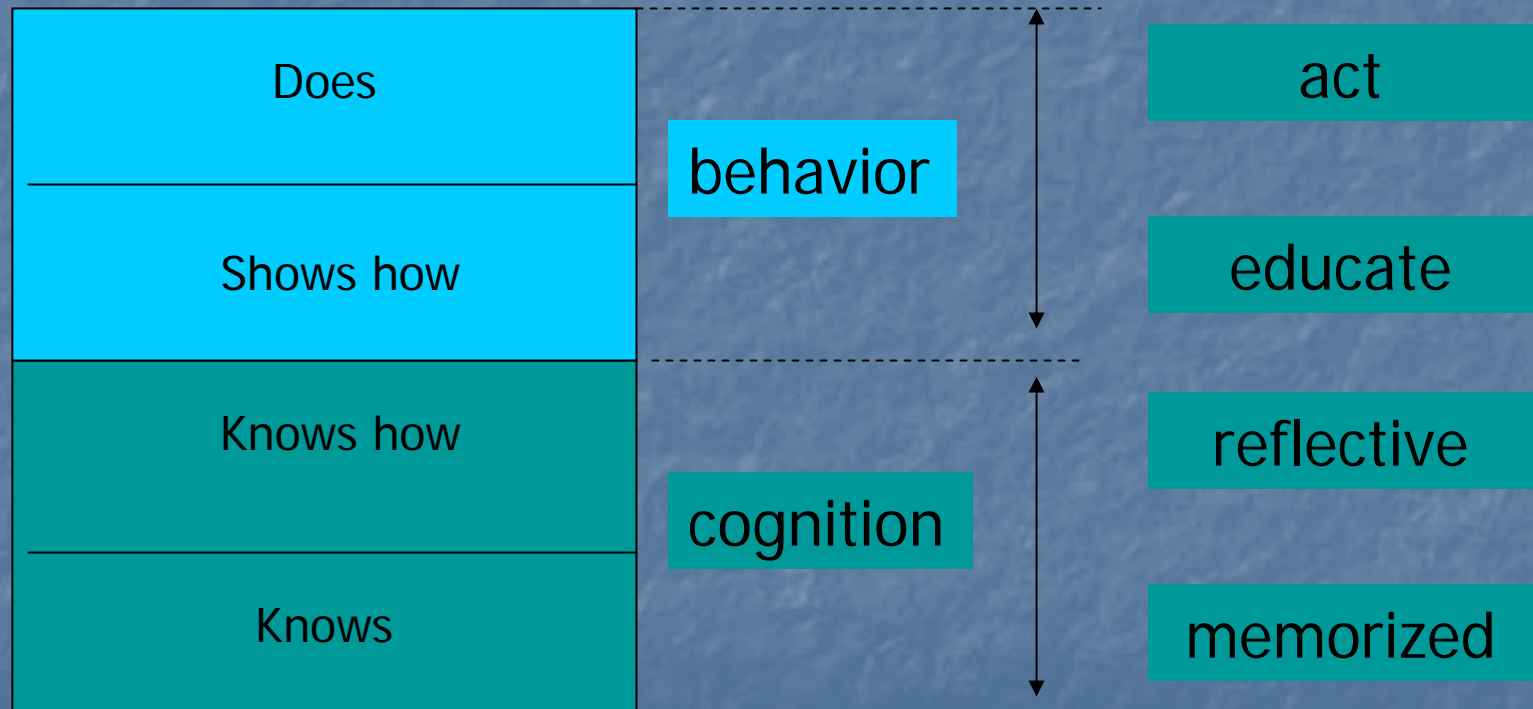 Does
act
behavior
Shows how
educate
Knows how
reflective
cognition
Knows
memorized